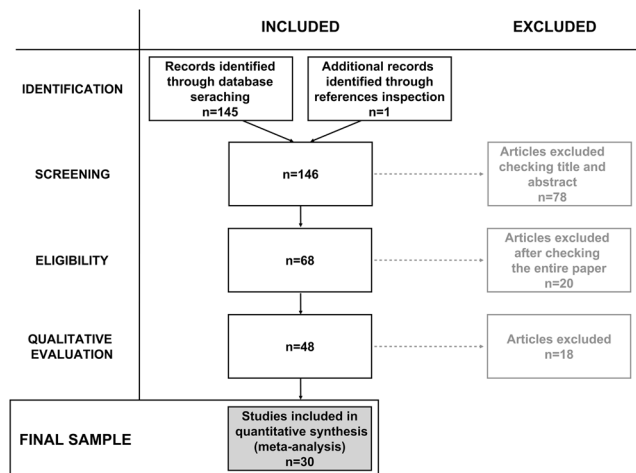 INCLUDED
EXCLUDED
IDENTIFICATION
Records identified
through database
seraching
n=145
Additional records
identified through
references inspection
n=1
SCREENING
n=146
Articles excluded
checking title and
abstract
n=78
ELIGIBILITY
n=68
Articles excluded
after checking
the entire paper
n=20
QUALITATIVE
EVALUATION
n=48
Articles excluded
n=18
FINAL SAMPLE
Studies included in
quantitative synthesis
(meta-analysis)
n=30